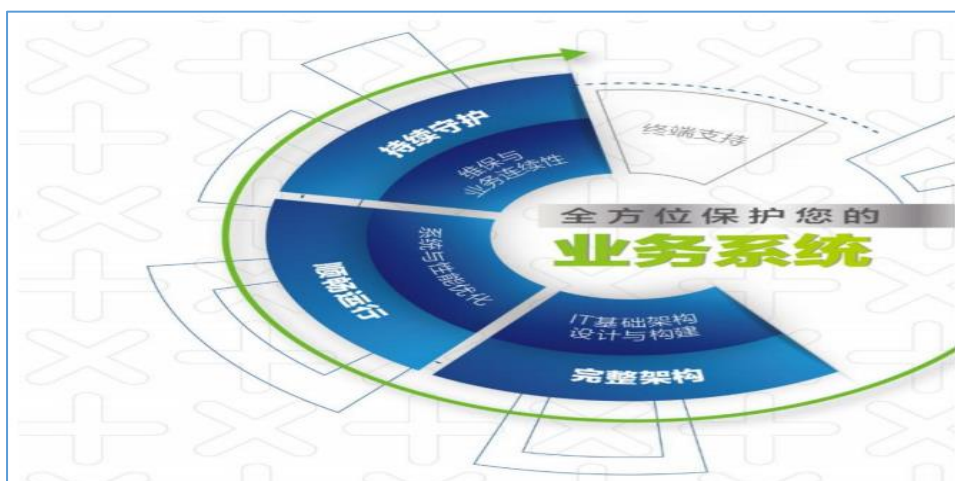 持续守护
维保与
业务连续性
终端支持
全方位保护您的
业务系统
系统与性能优化
顺畅运行
IT基础架构
设计与构建
完整架构